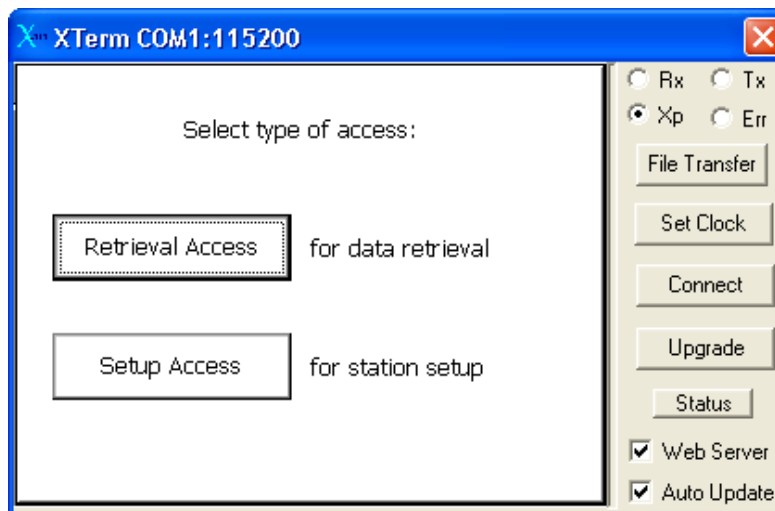 XTerm COM1:115200
Select type of access:
Retrieval Access for data retrieval
Setup Access for station setup
Rx Tx
Xp Err
File Transfer
Set Clock
Connect
Upgrade
Status
Web Server
Auto Update